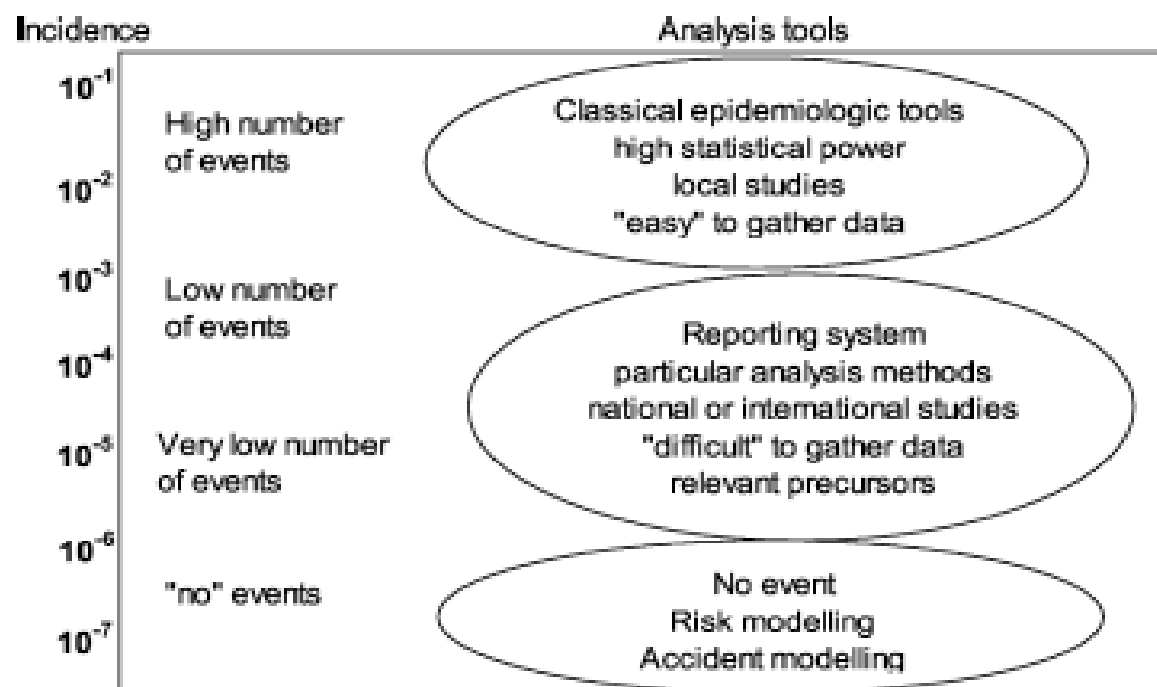 Incidence
Analysis tools
10⁻¹
High number
of events
10⁻²
Classical epidemiologic tools
high statistical power
local studies
"easy" to gather data
10⁻³
Low number
of events
10⁻⁴
Very low number
of events
10⁻⁵
Reporting system
particular analysis methods
national or international studies
"difficult" to gather data
relevant precursors
10⁻⁶
"no" events
10⁻⁷
No event
Risk modelling
Accident modelling